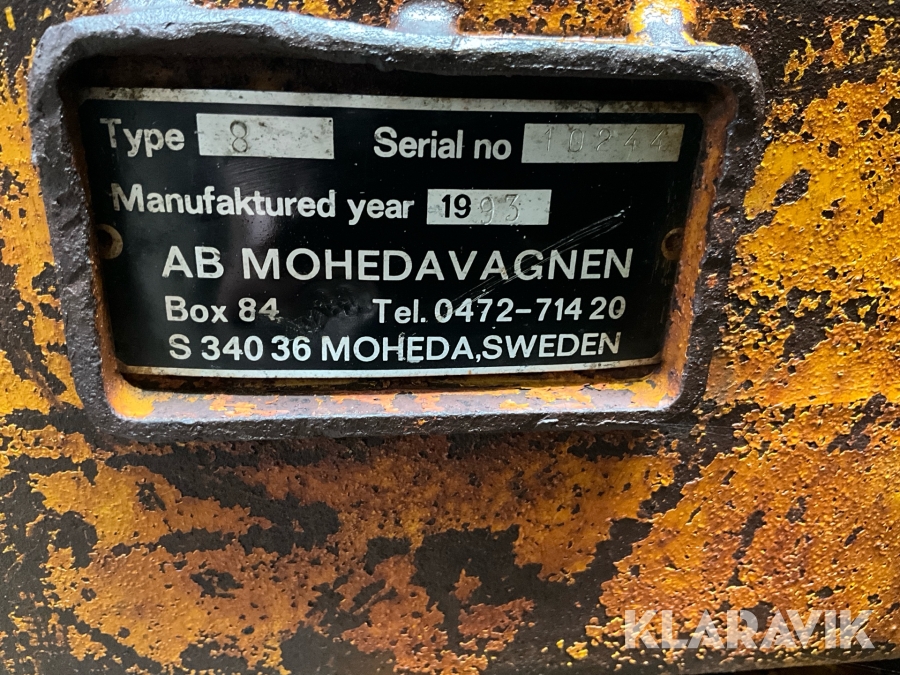 Type 8 Serial no 10244
Manufaktured year 1993
AB MOHEDAVAGNEN
Box 84 Tel. 0472-714 20
S 340 36 MOHEDA, SWEDEN
KLARAVIK